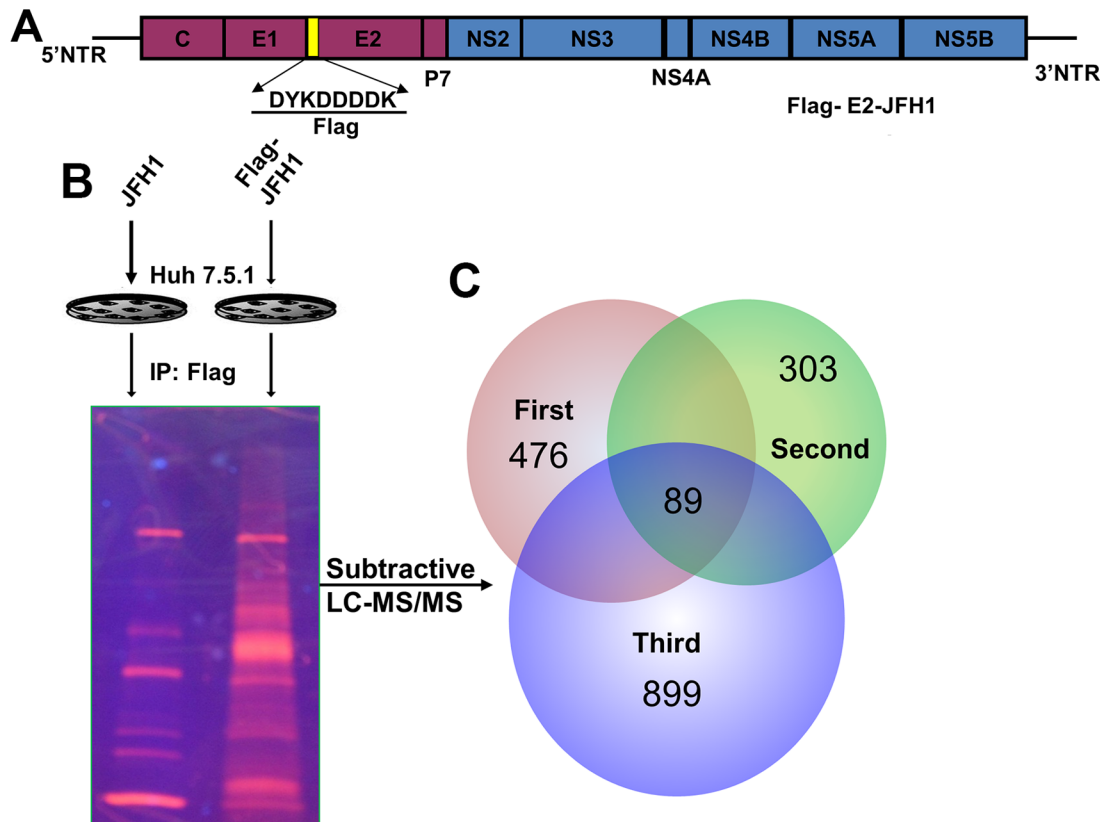 A
5'NTR
C
E1
E2
P7
NS2
NS3
NS4A
NS4B
NS5A
NS5B
3'NTR
DYKDDDDK
Flag
Flag- E2-JFH1
B
JFH1
Flag-
JFH1
Huh 7.5.1
IP: Flag
Subtractive
LC-MS/MS
C
First
476
303
Second
89
Third
899